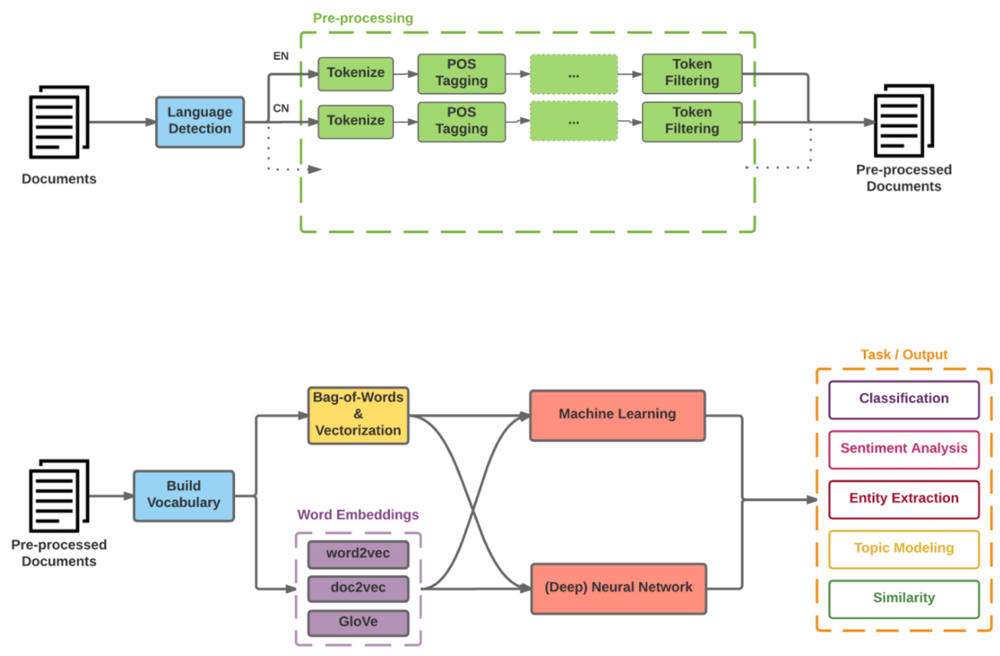 Pre-processing
EN
Tokenize
POS
Tagging
...
Token
Filtering
Language
Detection
CN
Tokenize
POS
Tagging
...
Token
Filtering
Documents
Pre-processed
Documents
Task / Output
Bag-of-Words
&
Vectorization
Machine Learning
Classification
Sentiment Analysis
Build
Vocabulary
Entity Extraction
Word Embeddings
Pre-processed
Documents
word2vec
doc2vec
GloVe
(Deep) Neural Network
Topic Modeling
Similarity